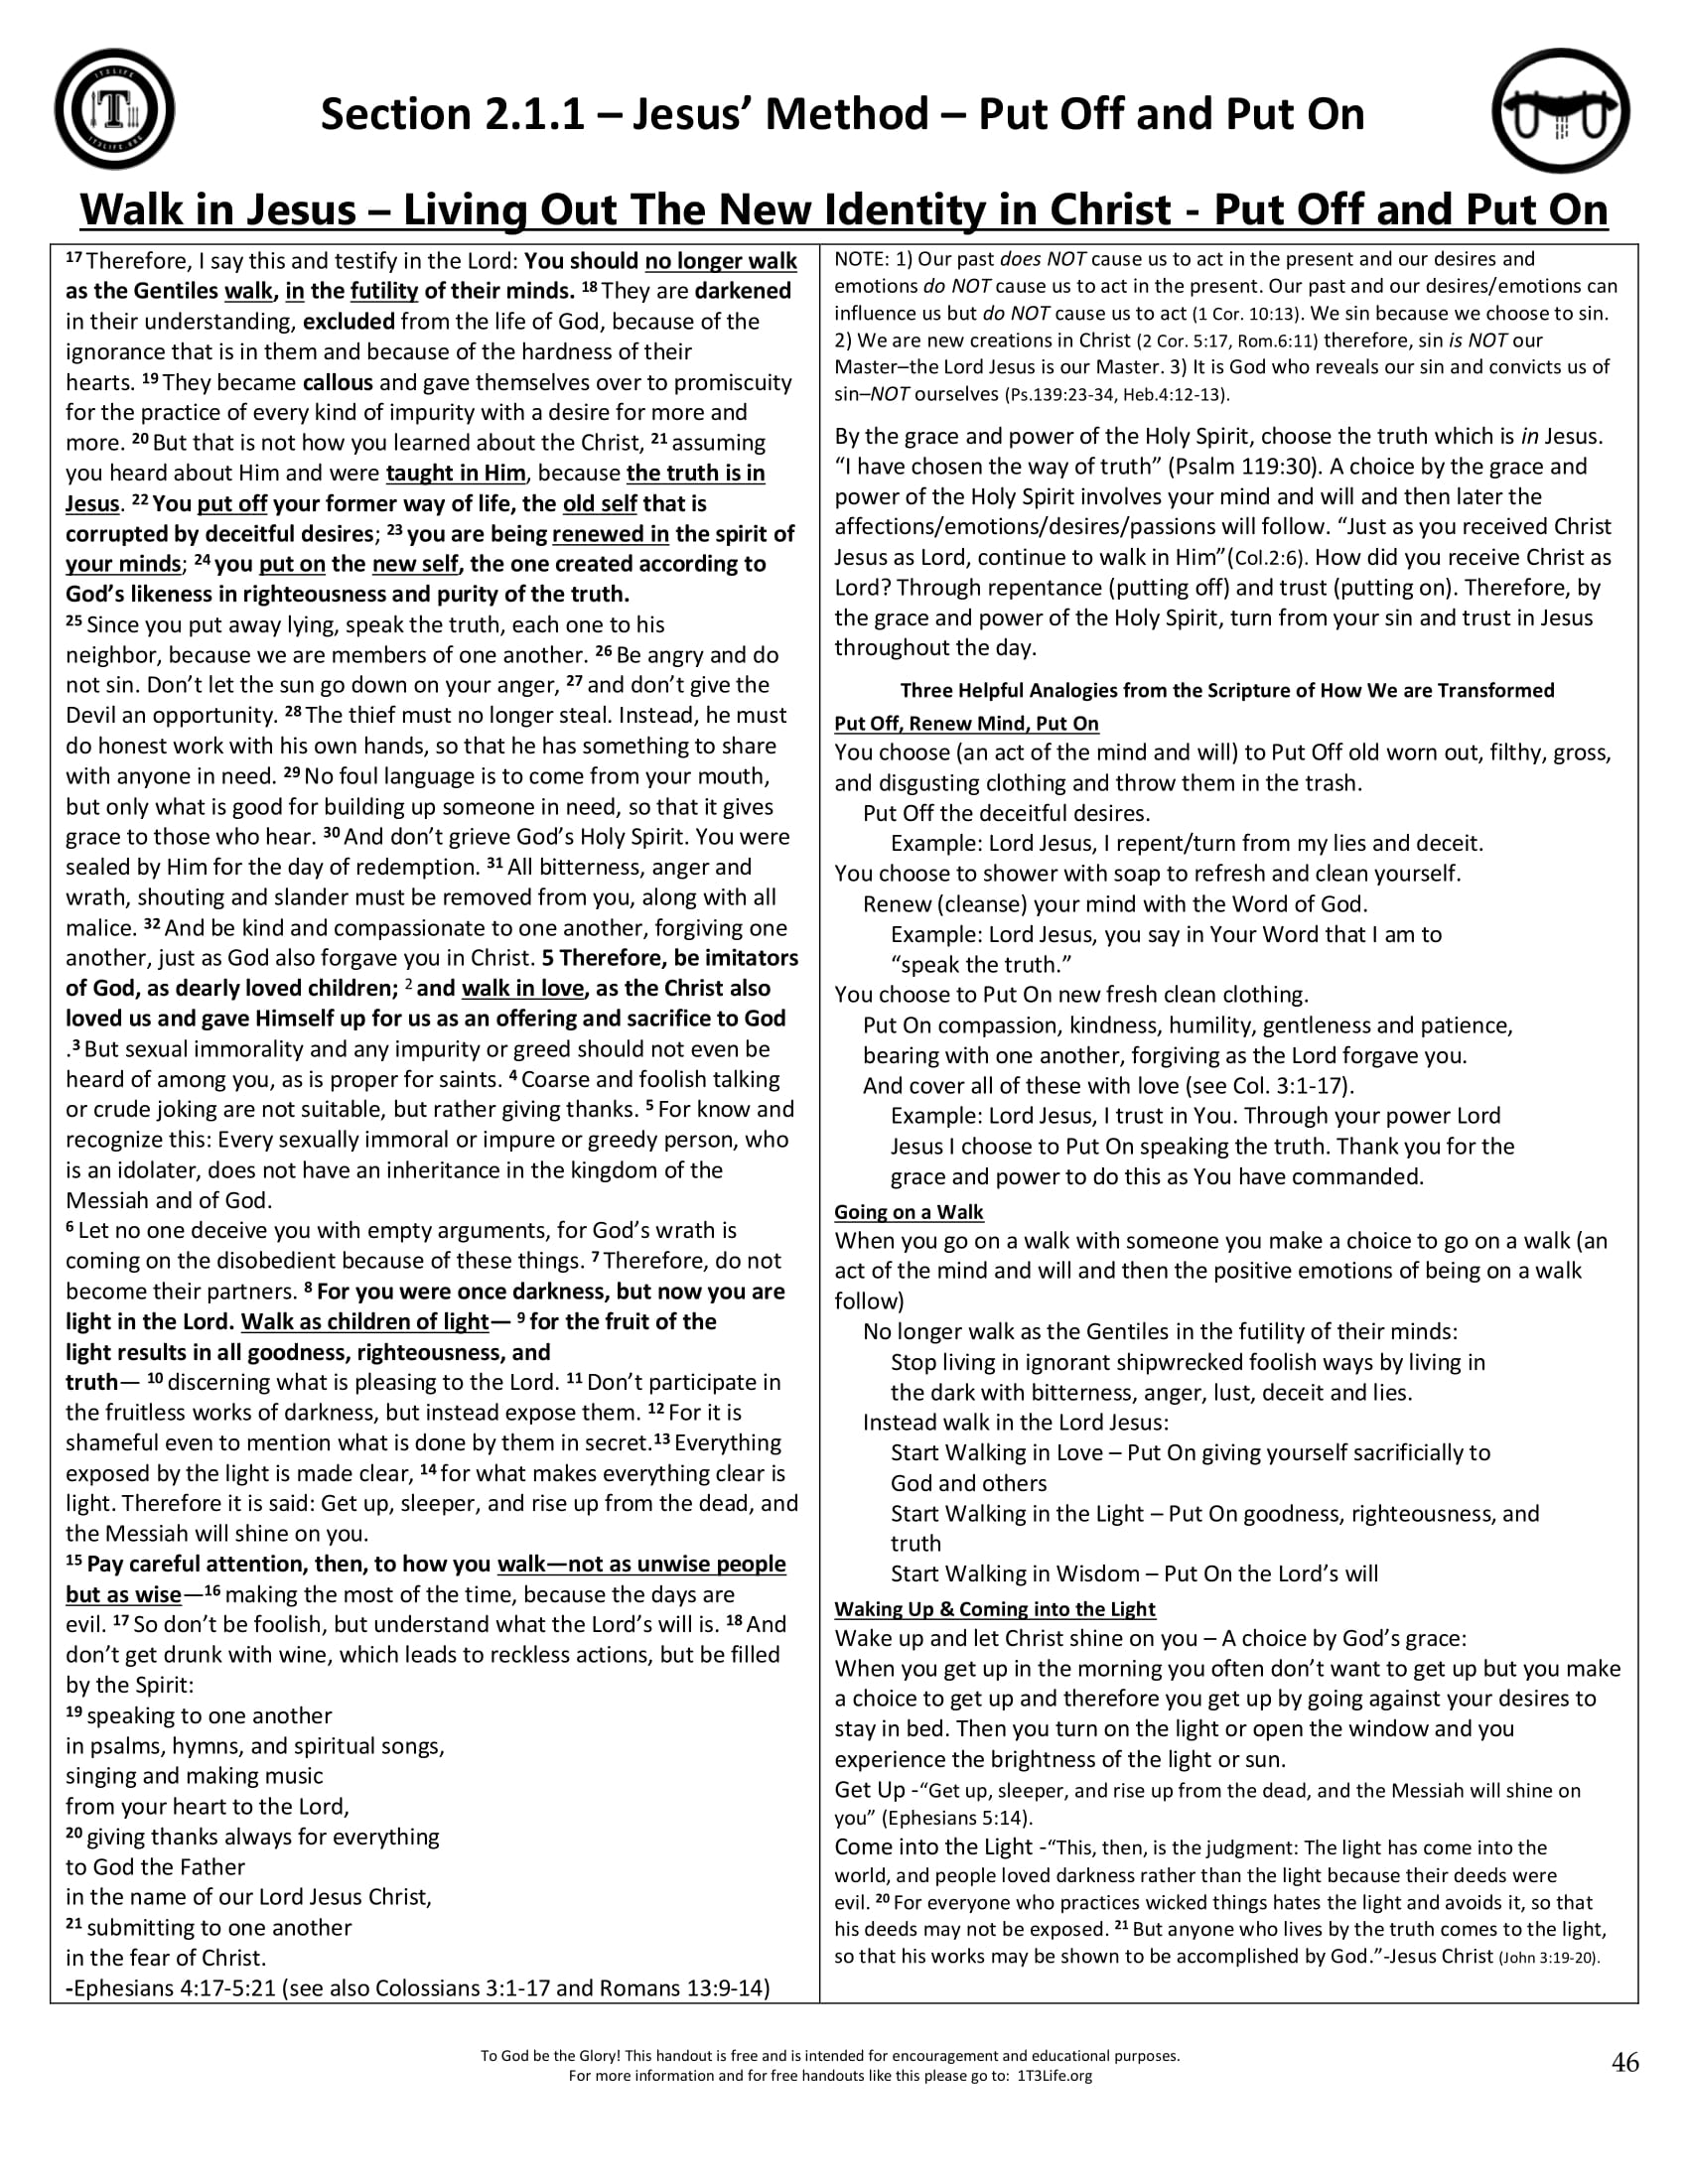 Section 2.1.1 – Jesus’ Method – Put Off and Put On
Walk in Jesus – Living Out The New Identity in Christ - Put Off and Put On
17 Therefore, I say this and testify in the Lord: You should no longer walk
as the Gentiles walk, in the futility of their minds. 18 They are darkened
in their understanding, excluded from the life of God, because of the
ignorance that is in them and because of the hardness of their
hearts. 19 They became callous and gave themselves over to promiscuity
for the practice of every kind of impurity with a desire for more and
more. 20 But that is not how you learned about the Christ, 21 assuming
you heard about Him and were taught in Him, because the truth is in
Jesus. 22 You put off your former way of life, the old self that is
corrupted by deceitful desires; 23 you are being renewed in the spirit of
your minds; 24 you put on the new self, the one created according to
God’s likeness in righteousness and purity of the truth.
25 Since you put away lying, speak the truth, each one to his
neighbor, because we are members of one another. 26 Be angry and do
not sin. Don’t let the sun go down on your anger, 27 and don’t give the
Devil an opportunity. 28 The thief must no longer steal. Instead, he must
do honest work with his own hands, so that he has something to share
with anyone in need. 29 No foul language is to come from your mouth,
but only what is good for building up someone in need, so that it gives
grace to those who hear. 30 And don’t grieve God’s Holy Spirit. You were
sealed by Him for the day of redemption. 31 All bitterness, anger and
wrath, shouting and slander must be removed from you, along with all
malice. 32 And be kind and compassionate to one another, forgiving one
another, just as God also forgave you in Christ. 5 Therefore, be imitators
of God, as dearly loved children; 2 and walk in love, as the Christ also
loved us and gave Himself up for us as an offering and sacrifice to God
.3 But sexual immorality and any impurity or greed should not even be
heard of among you, as is proper for saints. 4 Coarse and foolish talking
or crude joking are not suitable, but rather giving thanks. 5 For know and
recognize this: Every sexually immoral or impure or greedy person, who
is an idolater, does not have an inheritance in the kingdom of the
Messiah and of God.
6 Let no one deceive you with empty arguments, for God’s wrath is
coming on the disobedient because of these things. 7 Therefore, do not
become their partners. 8 For you were once darkness, but now you are
light in the Lord. Walk as children of light— 9 for the fruit of the
light results in all goodness, righteousness, and
truth— 10 discerning what is pleasing to the Lord. 11 Don’t participate in
the fruitless works of darkness, but instead expose them. 12 For it is
shameful even to mention what is done by them in secret.13 Everything
exposed by the light is made clear, 14 for what makes everything clear is
light. Therefore it is said: Get up, sleeper, and rise up from the dead, and
the Messiah will shine on you.
15 Pay careful attention, then, to how you walk—not as unwise people
but as wise—16 making the most of the time, because the days are
evil. 17 So don’t be foolish, but understand what the Lord’s will is. 18 And
don’t get drunk with wine, which leads to reckless actions, but be filled
by the Spirit:
19 speaking to one another
in psalms, hymns, and spiritual songs,
singing and making music
from your heart to the Lord,
20 giving thanks always for everything
to God the Father
in the name of our Lord Jesus Christ,
21 submitting to one another
in the fear of Christ.
-Ephesians 4:17-5:21 (see also Colossians 3:1-17 and Romans 13:9-14)
NOTE: 1) Our past does NOT cause us to act in the present and our desires and
emotions do NOT cause us to act in the present. Our past and our desires/emotions can
influence us but do NOT cause us to act (1 Cor. 10:13). We sin because we choose to sin.
2) We are new creations in Christ (2 Cor. 5:17, Rom.6:11) therefore, sin is NOT our
Master–the Lord Jesus is our Master. 3) It is God who reveals our sin and convicts us of
sin–NOT ourselves (Ps.139:23-34, Heb.4:12-13).
By the grace and power of the Holy Spirit, choose the truth which is in Jesus.
“I have chosen the way of truth” (Psalm 119:30). A choice by the grace and
power of the Holy Spirit involves your mind and will and then later the
affections/emotions/desires/passions will follow. “Just as you received Christ
Jesus as Lord, continue to walk in Him”(Col.2:6). How did you receive Christ as
Lord? Through repentance (putting off) and trust (putting on). Therefore, by
the grace and power of the Holy Spirit, turn from your sin and trust in Jesus
throughout the day.
Three Helpful Analogies from the Scripture of How We are Transformed
Put Off, Renew Mind, Put On
You choose (an act of the mind and will) to Put Off old worn out, filthy, gross,
and disgusting clothing and throw them in the trash.
Put Off the deceitful desires.
Example: Lord Jesus, I repent/turn from my lies and deceit.
You choose to shower with soap to refresh and clean yourself.
Renew (cleanse) your mind with the Word of God.
Example: Lord Jesus, you say in Your Word that I am to
“speak the truth.”
You choose to Put On new fresh clean clothing.
Put On compassion, kindness, humility, gentleness and patience,
bearing with one another, forgiving as the Lord forgave you.
And cover all of these with love (see Col. 3:1-17).
Example: Lord Jesus, I trust in You. Through your power Lord
Jesus I choose to Put On speaking the truth. Thank you for the
grace and power to do this as You have commanded.
Going on a Walk
When you go on a walk with someone you make a choice to go on a walk (an
act of the mind and will and then the positive emotions of being on a walk
follow)
No longer walk as the Gentiles in the futility of their minds:
Stop living in ignorant shipwrecked foolish ways by living in
the dark with bitterness, anger, lust, deceit and lies.
Instead walk in the Lord Jesus:
Start Walking in Love – Put On giving yourself sacrificially to
God and others
Start Walking in the Light – Put On goodness, righteousness, and
truth
Start Walking in Wisdom – Put On the Lord’s will
Waking Up & Coming into the Light
Wake up and let Christ shine on you – A choice by God’s grace:
When you get up in the morning you often don’t want to get up but you make
a choice to get up and therefore you get up by going against your desires to
stay in bed. Then you turn on the light or open the window and you
experience the brightness of the light or sun.
Get Up -“Get up, sleeper, and rise up from the dead, and the Messiah will shine on
you” (Ephesians 5:14).
Come into the Light -“This, then, is the judgment: The light has come into the
world, and people loved darkness rather than the light because their deeds were
evil. 20 For everyone who practices wicked things hates the light and avoids it, so that
his deeds may not be exposed. 21 But anyone who lives by the truth comes to the light,
so that his works may be shown to be accomplished by God.”-Jesus Christ (John 3:19-20).
To God be the Glory! This handout is free and is intended for encouragement and educational purposes.
For more information and for free handouts like this please go to: 1T3Life.org
46